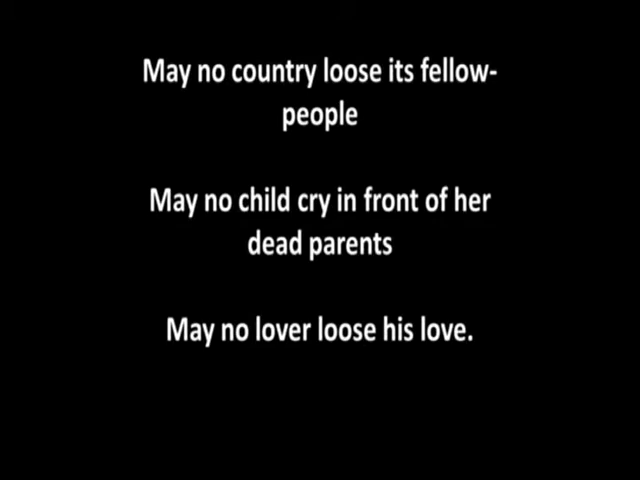 May no country loose its fellow-
people
May no child cry in front of her
dead parents
May no lover loose his love.